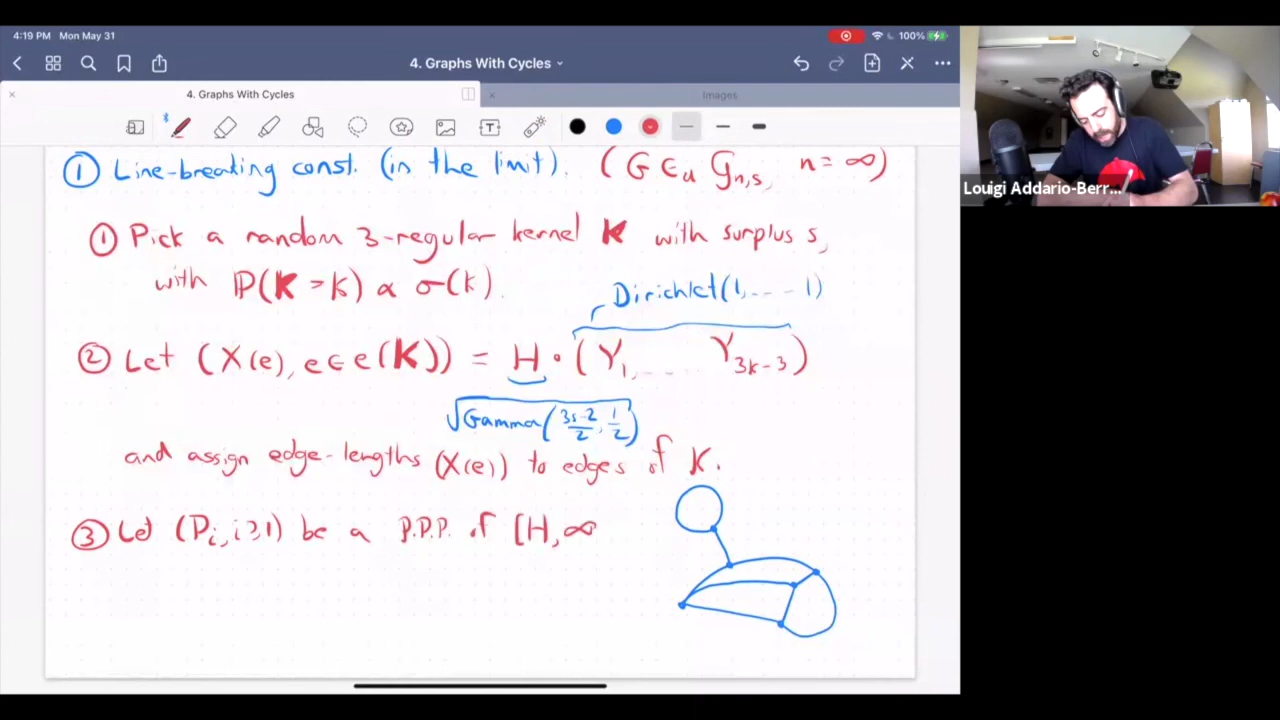 4:19 PM Mon May 31
100%
4. Graphs With Cycles
4. Graphs With Cycles
Images
① Line-breaking const. (in the limit). (G ∈u 𝒢n,s, n = ∞)
① Pick a random 3-regular kernel K with surplus s,
with P(K = k) ∝ σ(k).
Dirichlet(1, ... 1)
② Let (X(e), e ∈ e(K)) = H · (Y₁, ... Y₃ₖ₋₃)
√Gamma(3s-2/2, 1/2)
and assign edge-lengths (X(e)) to edges of K.
③ Let (Pᵢ, i≥1) be a P.P.P. of [H, ∞
Louigi Addario-Berr...